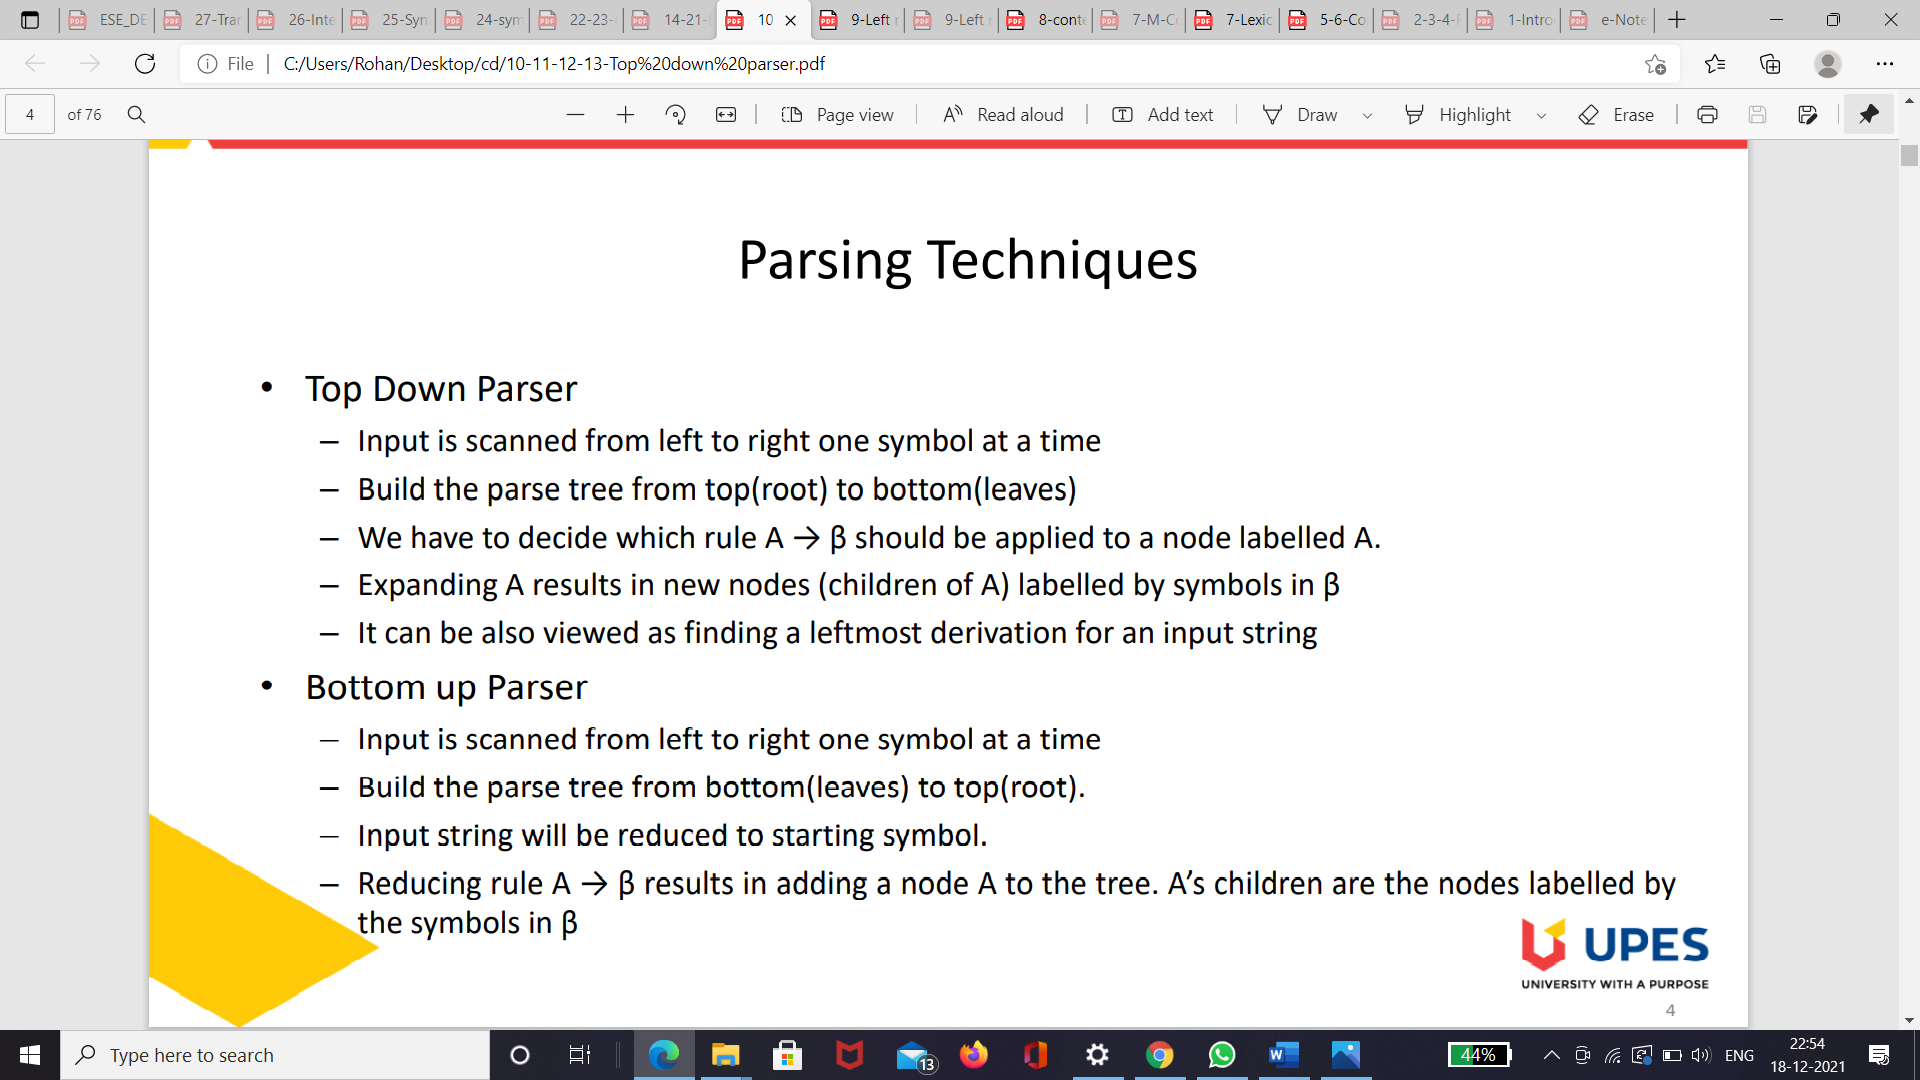 ESE_DE
27-Trar
26-Inte
25-Syn
24-sym
22-23-
14-21-
10
9-Left
9-Left
8-conte
7-M-Co
7-Lexic
5-6-Co
2-3-4-
1-Intro
e-Note
File
C:/Users/Rohan/Desktop/cd/10-11-12-13-Top%20down%20parser.pdf
4 of 76
Page view
Read aloud
Add text
Draw
Highlight
Erase
Parsing Techniques
• Top Down Parser
– Input is scanned from left to right one symbol at a time
– Build the parse tree from top(root) to bottom(leaves)
– We have to decide which rule A → β should be applied to a node labelled A.
– Expanding A results in new nodes (children of A) labelled by symbols in β
– It can be also viewed as finding a leftmost derivation for an input string
• Bottom up Parser
– Input is scanned from left to right one symbol at a time
– Build the parse tree from bottom(leaves) to top(root).
– Input string will be reduced to starting symbol.
– Reducing rule A → β results in adding a node A to the tree. A’s children are the nodes labelled by
the symbols in β
UPES
UNIVERSITY WITH A PURPOSE
4
Type here to search
13
44%
ENG
22:54
18-12-2021